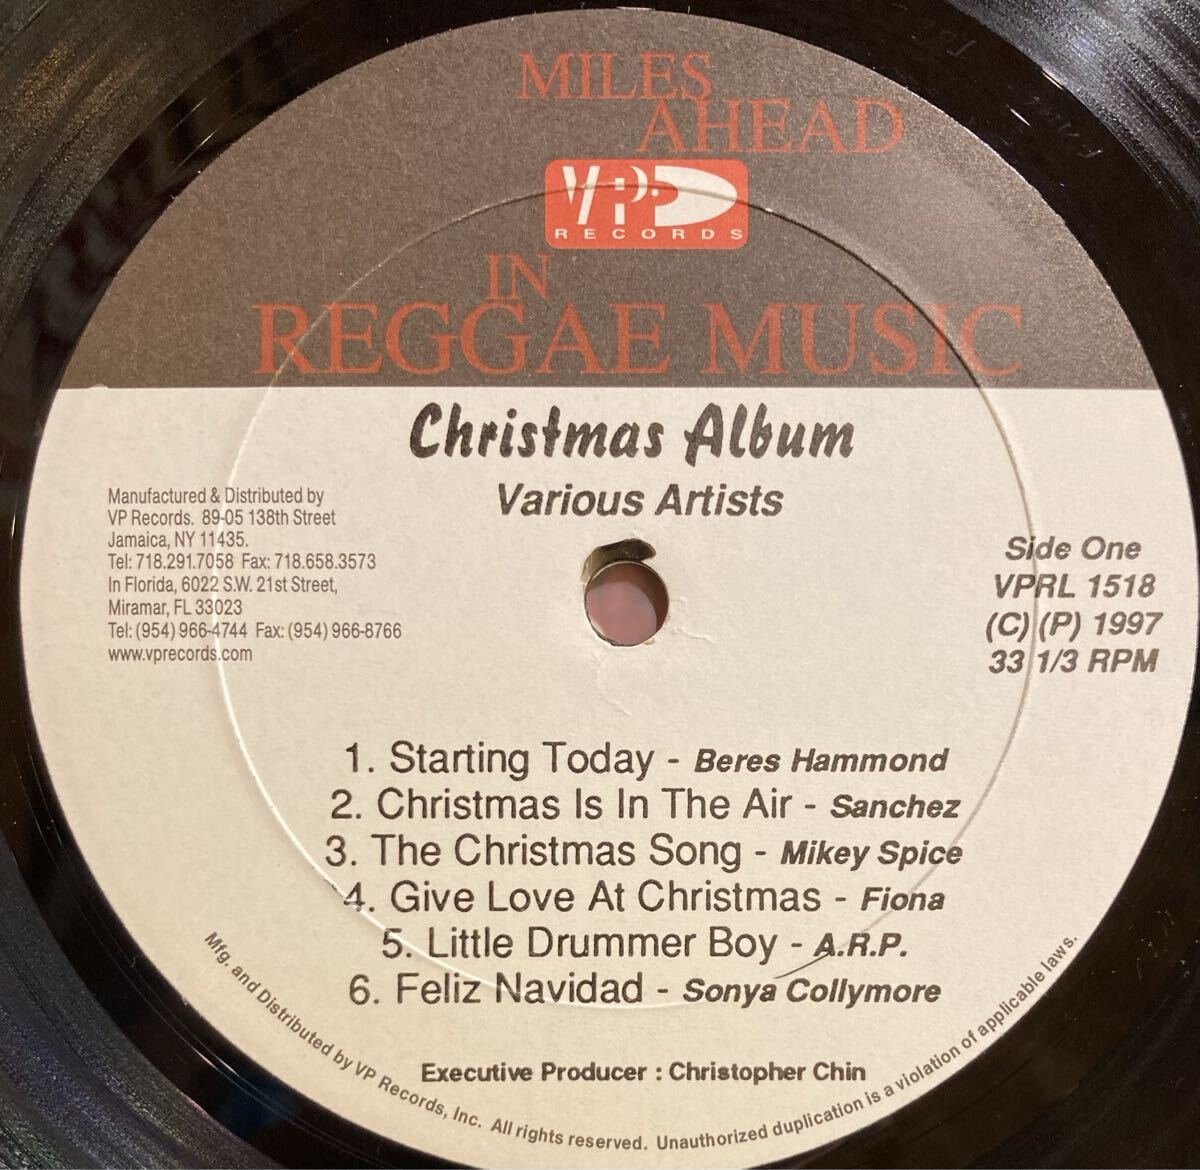 MILES
AHEAD
VP
RECORDS
IN
REGGAE MUSIC
Christmas Album
Various Artists
Manufactured & Distributed by
VP Records. 89-05 138th Street
Jamaica, NY 11435.
Tel: 718.291.7058 Fax: 718.658.3573
In Florida, 6022 S.W. 21st Street,
Miramar, FL 33023
Tel: (954) 966-4744 Fax: (954) 966-8766
www.vprecords.com
Side One
VPRL 1518
(C) (P) 1997
33 1/3 RPM
1. Starting Today - Beres Hammond
2. Christmas Is In The Air - Sanchez
3. The Christmas Song - Mikey Spice
4. Give Love At Christmas - Fiona
5. Little Drummer Boy - A.R.P.
6. Feliz Navidad - Sonya Collymore
Executive Producer : Christopher Chin
Mfg. and Distributed by VP Records, Inc. All rights reserved. Unauthorized duplication is a violation of applicable laws.